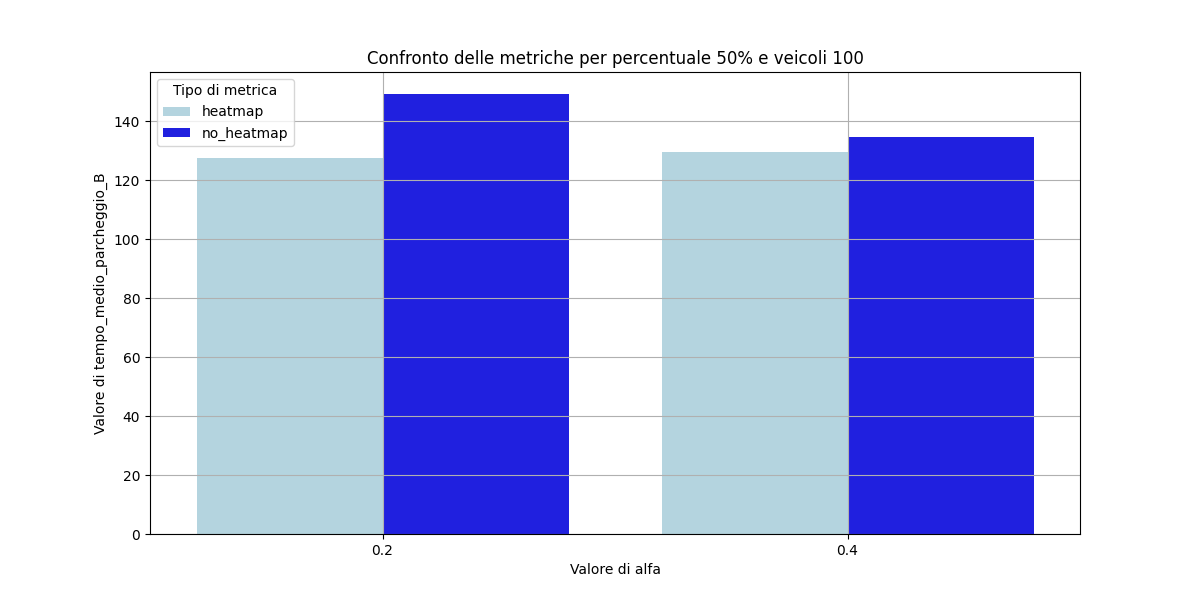 Confronto delle metriche per percentuale 50% e veicoli 100
Tipo di metrica
heatmap
no_heatmap
Valore di tempo_medio_parcheggio_B
140
120
100
80
60
40
20
0
0.2
0.4
Valore di alfa